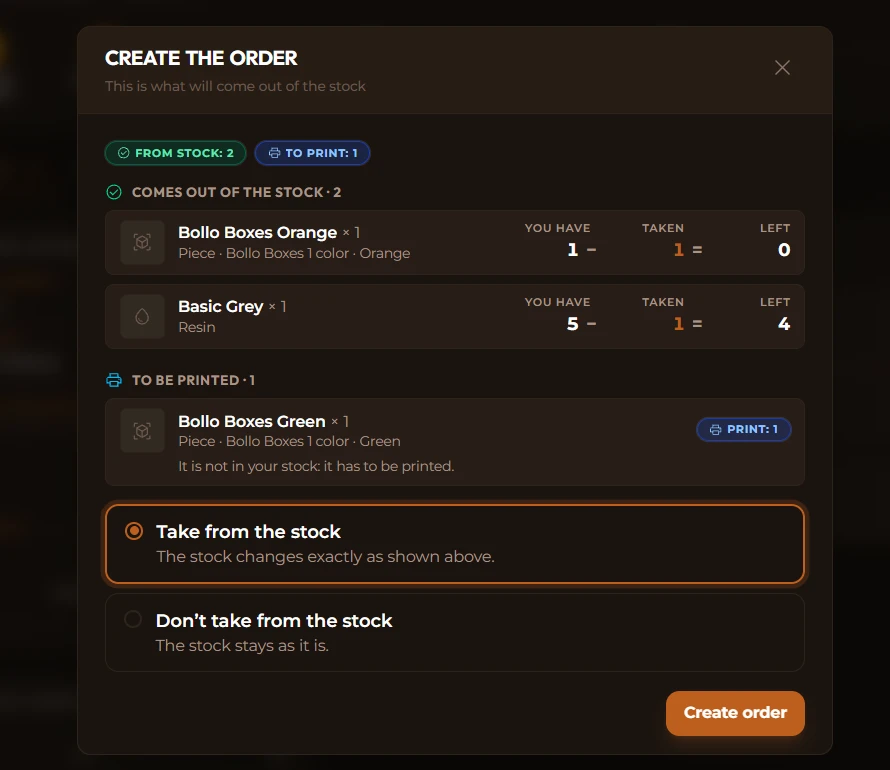 CREATE THE ORDER
This is what will come out of the stock
FROM STOCK: 2
TO PRINT: 1
COMES OUT OF THE STOCK · 2
Bollo Boxes Orange × 1
Piece · Bollo Boxes 1 color · Orange
YOU HAVE TAKEN LEFT
1 − 1 = 0
Basic Grey × 1
Resin
YOU HAVE TAKEN LEFT
5 − 1 = 4
TO BE PRINTED · 1
Bollo Boxes Green × 1
Piece · Bollo Boxes 1 color · Green
It is not in your stock: it has to be printed.
PRINT: 1
Take from the stock
The stock changes exactly as shown above.
Don’t take from the stock
The stock stays as it is.
Create order